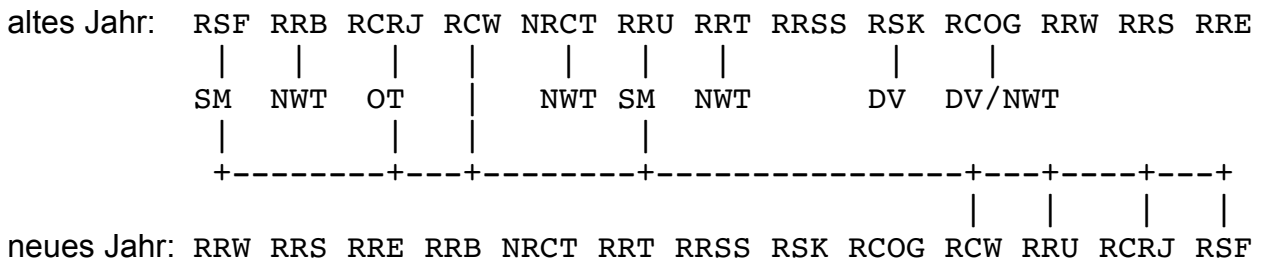 altes Jahr: RSF RRB RCRJ RCW NRCT RRU RRT RRSS RSK RCOG RRW RRS RRE
| | | | | | | | |
SM NWT OT | NWT SM NWT DV DV/NWT
| | | |
+--------+---+--------+----------------+---+----+---+
| | | |
neues Jahr: RRW RRS RRE RRB NRCT RRT RRSS RSK RCOG RCW RRU RCRJ RSF